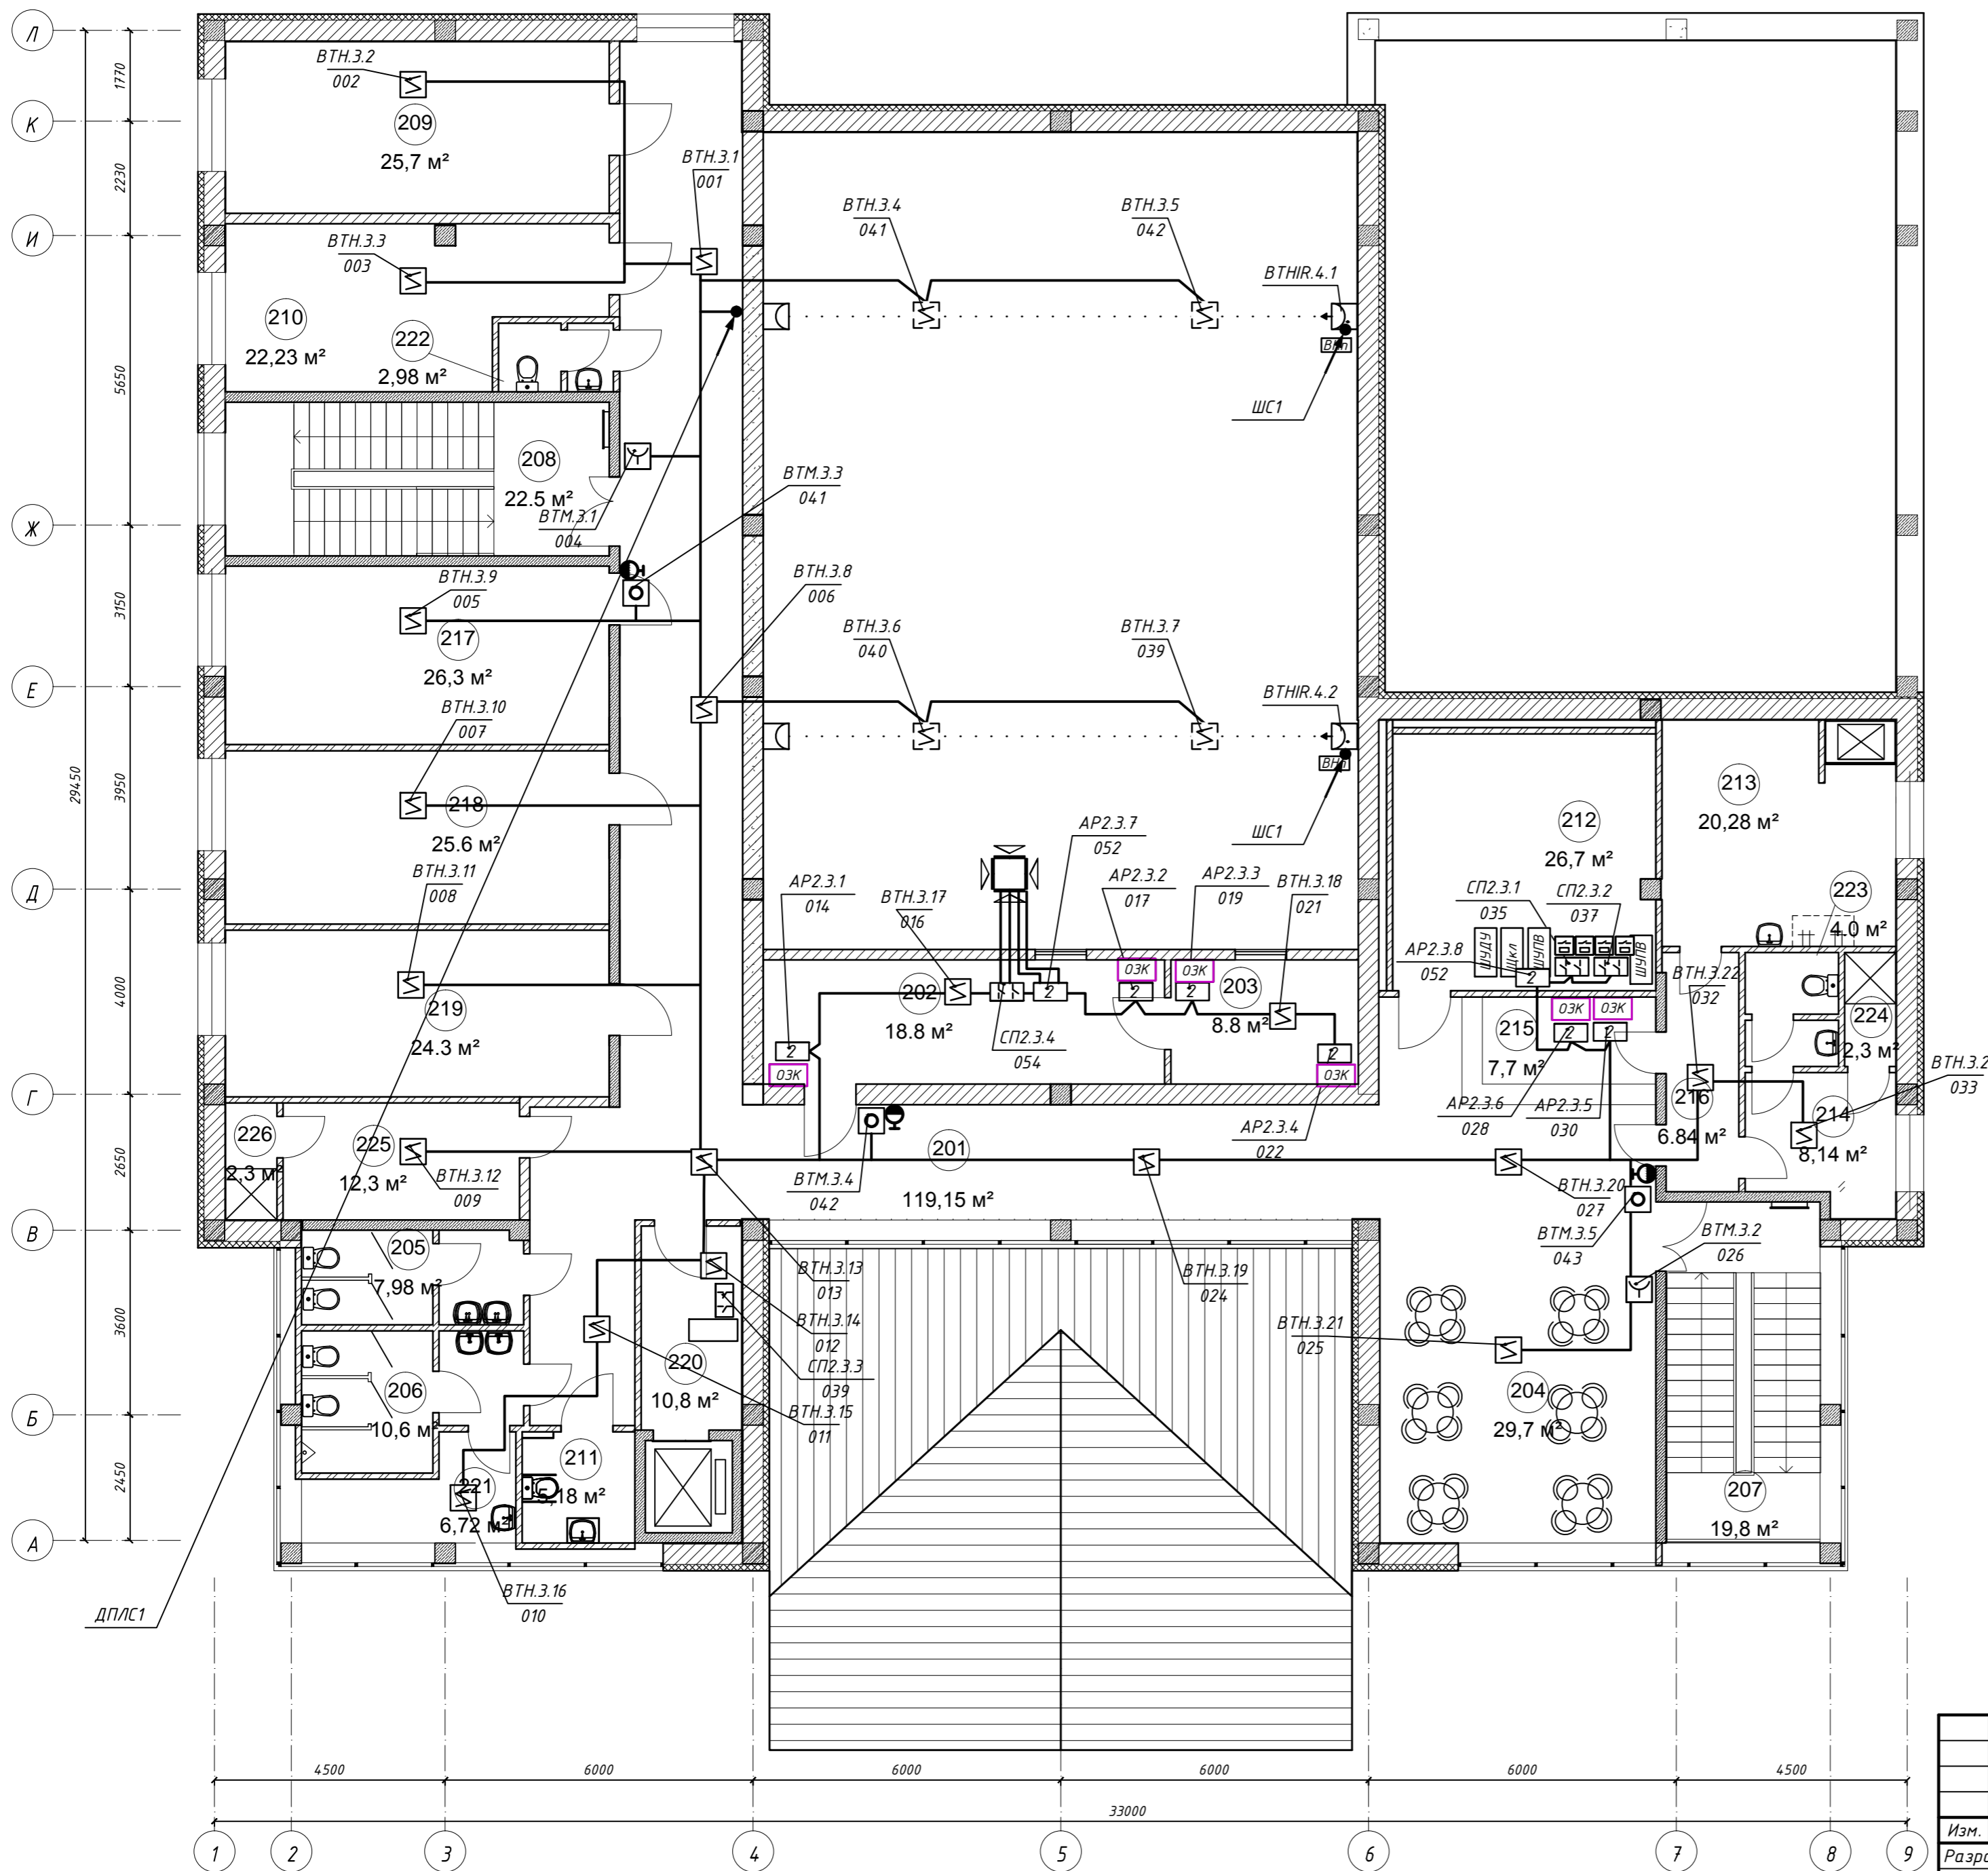 Л
К
И
Ж
Е
Д
Г
В
Б
А
1770
2230
5650
3150
3950
4000
2650
3600
2450
29450
ВТН.3.2
002
209
25,7 м²
ВТН.3.1
001
ВТН.3.3
003
210
22,23 м²
222
2,98 м²
ВТН.3.4
041
ВТН.3.5
042
ВТНIR.4.1
ВНп
ШС1
208
22.5 м²
ВТМ.3.1
004
ВТМ.3.3
041
ВТН.3.9
005
217
26,3 м²
ВТН.3.8
006
ВТН.3.6
040
ВТН.3.7
039
ВТНIR.4.2
ВНп
ШС1
ВТН.3.10
007
218
25.6 м²
ВТН.3.11
008
219
24.3 м²
АР2.3.1
014
ВТН.3.17
016
АР2.3.7
052
АР2.3.2
017
АР2.3.3
019
ВТН.3.18
021
ОЗК
ОЗК
2
2
2
202
18.8 м²
203
8.8 м²
СП2.3.4
054
2
ОЗК
2
ОЗК
АР2.3.4
022
212
26,7 м²
213
20,28 м²
СП2.3.1
035
СП2.3.2
037
223
4.0 м²
ШУДУ
Щкл
ШУПВ
ШУПВ
АР2.3.8
052
2
ВТН.3.22
032
ОЗК
ОЗК
2
2
215
7,7 м²
АР2.3.6
028
АР2.3.5
030
216
6.84 м²
224
2,3 м²
ВТН.3.2
033
214
8,14 м²
226
2,3 м²
225
12,3 м²
ВТН.3.12
009
ВТМ.3.4
042
201
119,15 м²
ВТН.3.20
027
ВТМ.3.5
043
ВТМ.3.2
026
205
7,98 м²
ВТН.3.13
013
ВТН.3.14
012
СП2.3.3
039
ВТН.3.15
011
ВТН.3.19
024
ВТН.3.21
025
204
29,7 м²
206
10,6 м²
220
10,8 м²
211
5,18 м²
221
6,72 м²
ВТН.3.16
010
207
19,8 м²
ДПЛС1
4500
6000
6000
6000
6000
4500
33000
1
2
3
4
5
6
7
8
9
Изм.
Разра